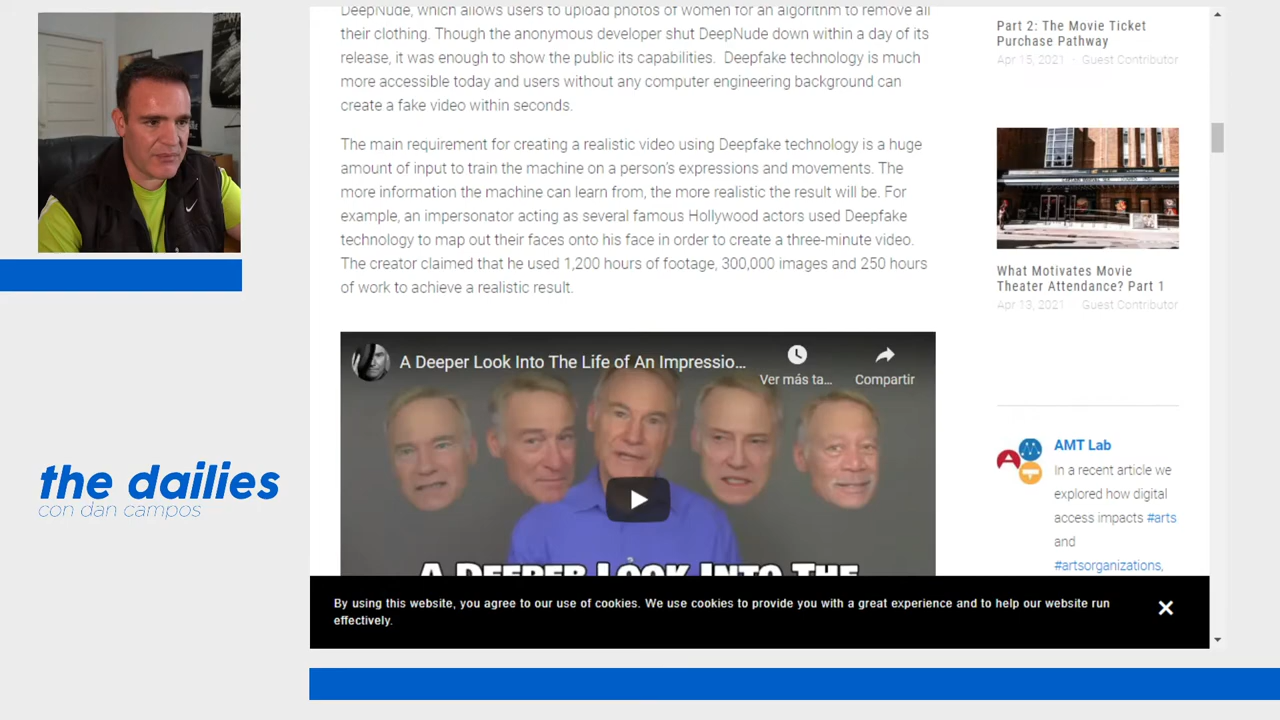 DeepNude, which allows users to upload photos of women for an algorithm to remove all
their clothing. Though the anonymous developer shut DeepNude down within a day of its
release, it was enough to show the public its capabilities.  Deepfake technology is much
more accessible today and users without any computer engineering background can
create a fake video within seconds.
The main requirement for creating a realistic video using Deepfake technology is a huge
amount of input to train the machine on a person's expressions and movements. The
more information the machine can learn from, the more realistic the result will be. For
example, an impersonator acting as several famous Hollywood actors used Deepfake
technology to map out their faces onto his face in order to create a three-minute video.
The creator claimed that he used 1,200 hours of footage, 300,000 images and 250 hours
of work to achieve a realistic result.
A Deeper Look Into The Life of An Impressio...
Ver más ta...
Compartir
A DEEPER LOOK INTO THE
Part 2: The Movie Ticket
Purchase Pathway
Apr 15, 2021 · Guest Contributor
What Motivates Movie
Theater Attendance? Part 1
Apr 13, 2021 Guest Contributor
AMT Lab
In a recent article we
explored how digital
access impacts #arts
and
#artsorganizations,
By using this website, you agree to our use of cookies. We use cookies to provide you with a great experience and to help our website run
effectively.
the dailies
con dan campos